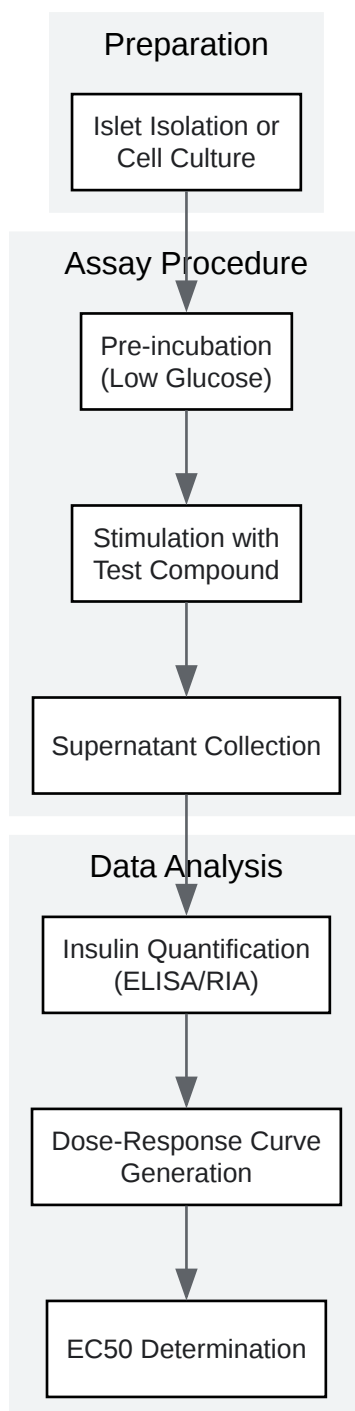 Preparation
Islet Isolation or
Cell Culture
Assay Procedure
Pre-incubation
(Low Glucose)
Stimulation with
Test Compound
Supernatant Collection
Data Analysis
Insulin Quantification
(ELISA/RIA)
Dose-Response Curve
Generation
EC50 Determination